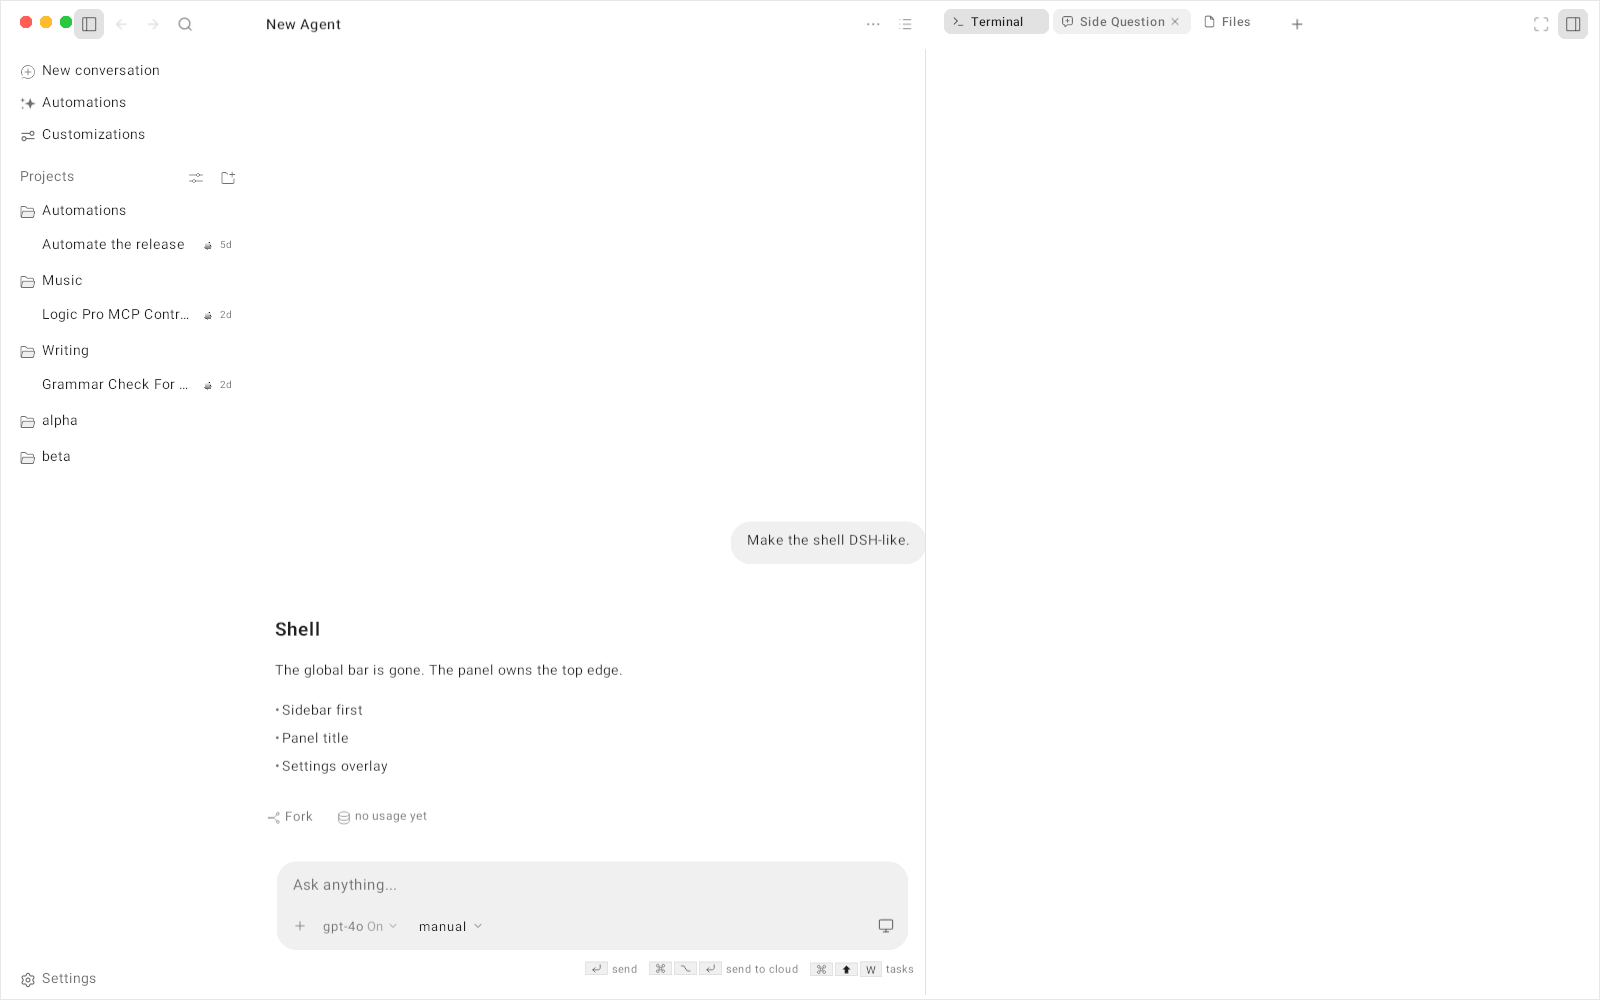 New Agent
Terminal
Side Question
Files
New conversation
Automations
Customizations
Projects
Automations
Automate the release 5d
Music
Logic Pro MCP Contr... 2d
Writing
Grammar Check For ... 2d
alpha
beta
Make the shell DSH-like.
Shell
The global bar is gone. The panel owns the top edge.
• Sidebar first
• Panel title
• Settings overlay
Fork no usage yet
Ask anything...
gpt-4o On manual
↵ send ⌘ ⌥ ↵ send to cloud ⌘ ⬆ W tasks
Settings